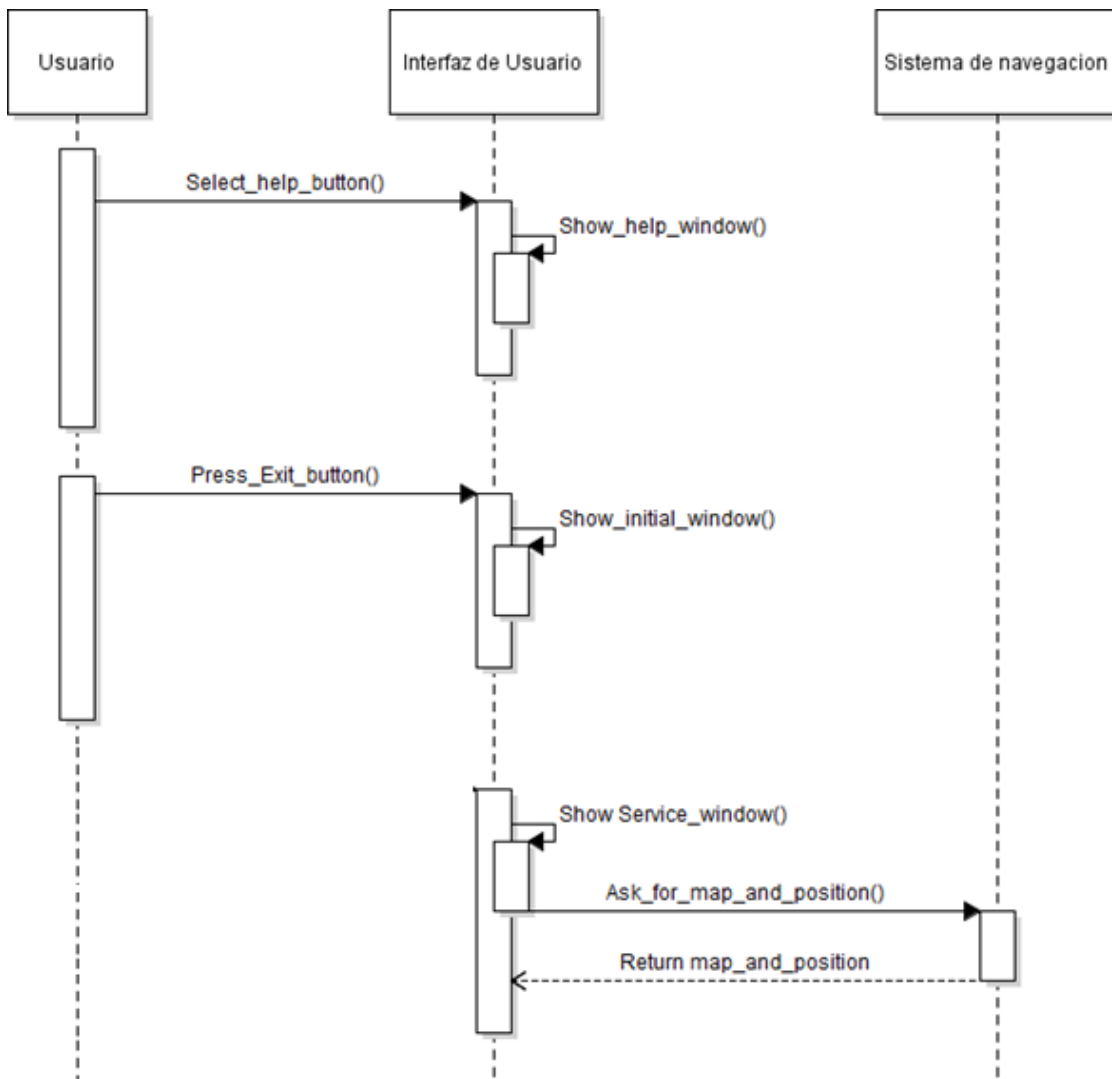 Usuario
Interfaz de Usuario
Sistema de navegacion
Select_help_button()
Show_help_window()
Press_Exit_button()
Show_initial_window()
Show Service_window()
Ask_for_map_and_position()
Return map_and_position